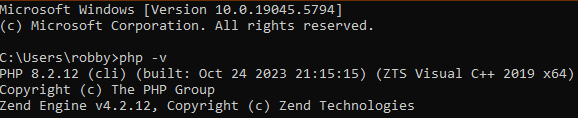 Microsoft Windows [Version 10.0.19045.5794]
(c) Microsoft Corporation. All rights reserved.
C:\Users\robby>php -v
PHP 8.2.12 (cli) (built: Oct 24 2023 21:15:15) (ZTS Visual C++ 2019 x64)
Copyright (c) The PHP Group
Zend Engine v4.2.12, Copyright (c) Zend Technologies